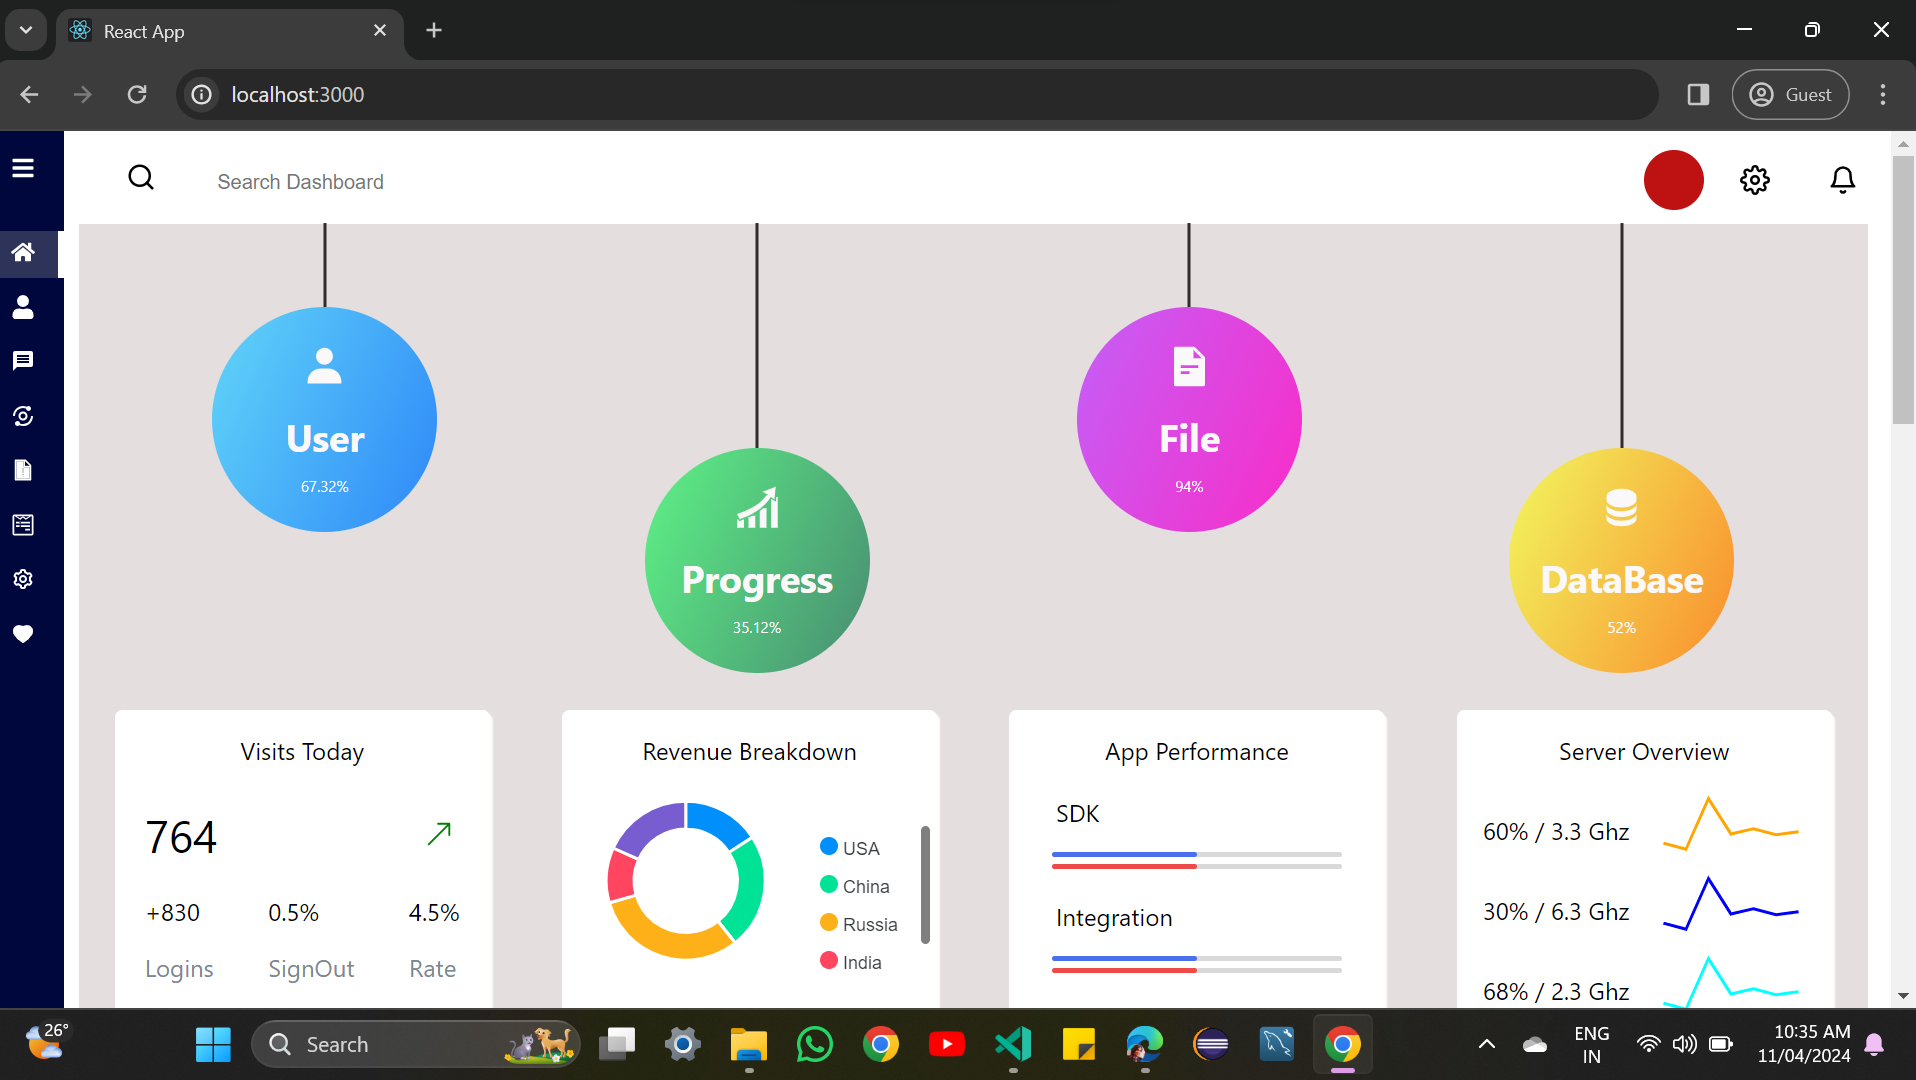 React App
localhost:3000
Guest
Search Dashboard
User
67.32%
Progress
35.12%
File
94%
DataBase
52%
Visits Today
764
+830
0.5%
4.5%
Logins
SignOut
Rate
Revenue Breakdown
USA
China
Russia
India
App Performance
SDK
Integration
Server Overview
60% / 3.3 Ghz
30% / 6.3 Ghz
68% / 2.3 Ghz
26°
Search
ENG
IN
10:35 AM
11/04/2024